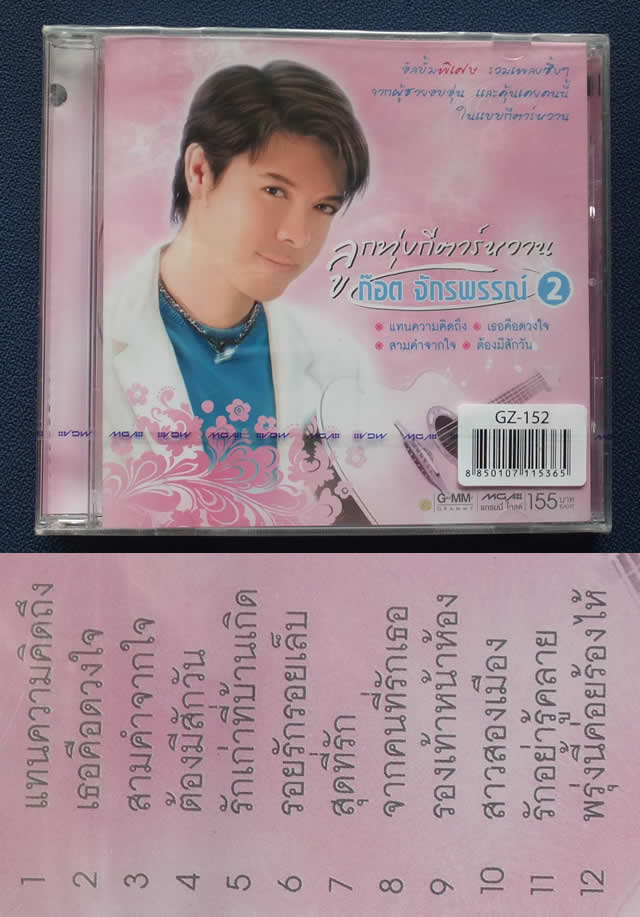 อัลบั้มพิเศษ รวมเพลงซึ้งๆ
จากผู้ชายอบอุ่น และคุ้นเคยคนนี้
ในแบบกีตาร์หวาน
ลูกทุ่งกีตาร์หวาน
ก๊อต จักรพรรณ์ 2
แทนความคิดถึง เธอคือดวงใจ
สามคำจากใจ ต้องมีสักวัน
GZ-152
8 850107 115365
MGA
GMM
GRAMMY
MGA
แกรมมี่ โกลด์
155 บาท
BAHT
1 แทนความคิดถึง
2 เธอคือดวงใจ
3 สามคำจากใจ
4 ต้องมีสักวัน
5 รักเก่าที่บ้านเกิด
6 รอยรักรอยเล็บ
7 สุดที่รัก
8 จากคนที่รักเธอ
9 รองเท้าหน้าห้อง
10 สาวสองเมือง
11 รักอย่ารู้คลาย
12 พรุ่งนี้ค่อยร้องไห้